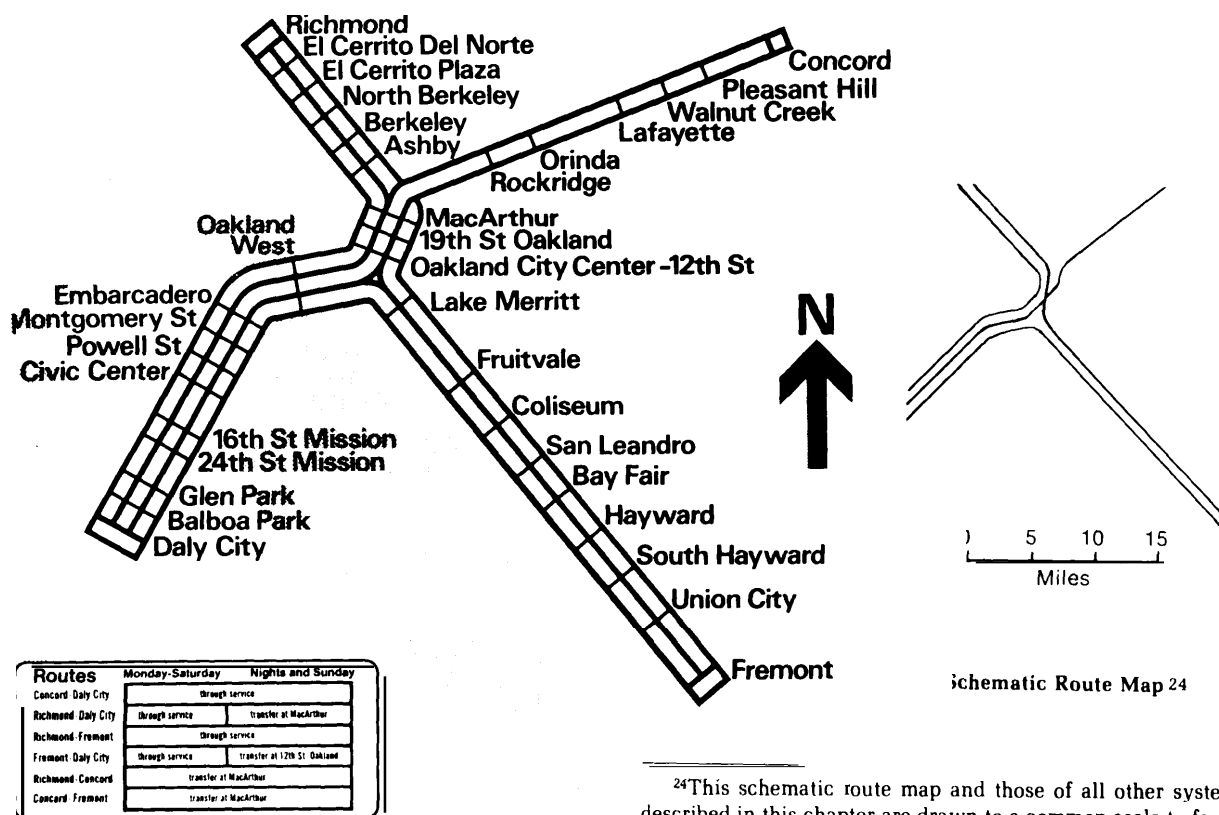 Richmond
El Cerrito Del Norte
El Cerrito Plaza
North Berkeley
Berkeley
Ashby
Concord
Pleasant Hill
Walnut Creek
Lafayette
Orinda
Rockridge
MacArthur
19th St Oakland
Oakland City Center-12th St
Oakland
West
Lake Merritt
Embarcadero
Montgomery St
Powell St
Civic Center
16th St Mission
24th St Mission
Glen Park
Balboa Park
Daly City
Fruitvale
Coliseum
San Leandro
Bay Fair
Hayward
South Hayward
Union City
Fremont
N
5 10 15
Miles
Schematic Route Map 24
Routes Monday-Saturday Nights and Sunday
Concord-Daly City through service
Richmond-Daly City through service transfer at MacArthur
Richmond-Fremont through service
Fremont-Daly City through service transfer at 12th St. Oakland
Richmond-Concord transfer at MacArthur
Concord-Fremont transfer at MacArthur
24This schematic route map and those of all other syste
described in this chapter are drawn to a common scale